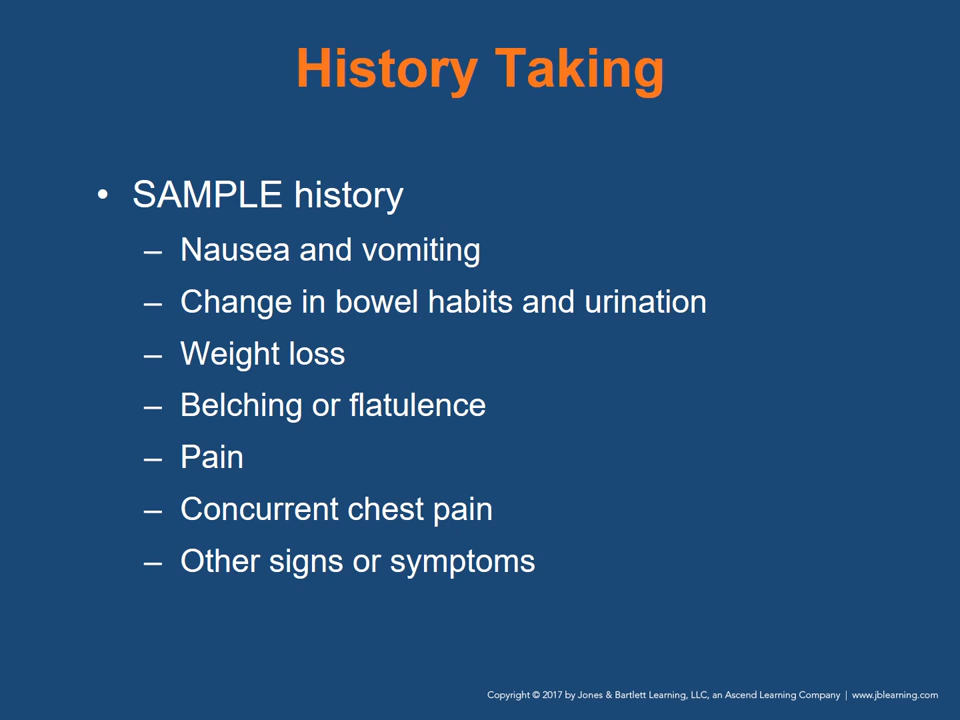 History Taking
• SAMPLE history
– Nausea and vomiting
– Change in bowel habits and urination
– Weight loss
– Belching or flatulence
– Pain
– Concurrent chest pain
– Other signs or symptoms
Copyright © 2017 by Jones & Bartlett Learning, LLC, an Ascend Learning Company | www.jblearning.com